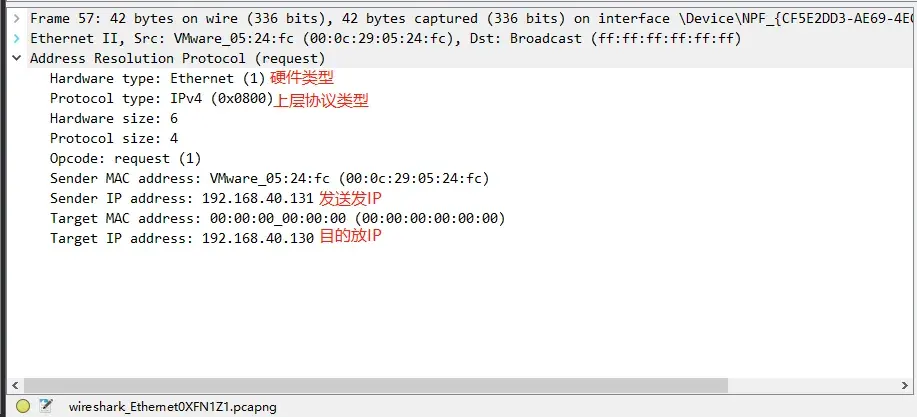 Frame 57: 42 bytes on wire (336 bits), 42 bytes captured (336 bits) on interface \Device\NPF_{CF5E2DD3-AE69-4E
Ethernet II, Src: VMware_05:24:fc (00:0c:29:05:24:fc), Dst: Broadcast (ff:ff:ff:ff:ff:ff)
Address Resolution Protocol (request)
Hardware type: Ethernet (1) 硬件类型
Protocol type: IPv4 (0x0800) 上层协议类型
Hardware size: 6
Protocol size: 4
Opcode: request (1)
Sender MAC address: VMware_05:24:fc (00:0c:29:05:24:fc)
Sender IP address: 192.168.40.131 发送发IP
Target MAC address: 00:00:00_00:00:00 (00:00:00:00:00:00)
Target IP address: 192.168.40.130 目的放IP
wireshark_Ethernet0XFN1Z1.pcapng